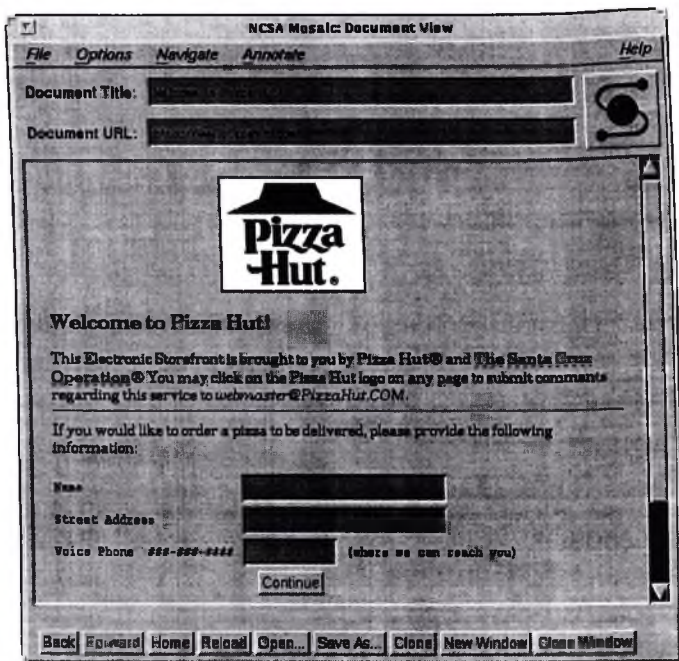 NCSA Mosaic: Document View
File Options Navigate Annotate Help
Document Title:
Document URL:
Pizza
Hut.
Welcome to Pizza Hut!
This Electronic Storefront is brought to you by Pizza Hut® and The Santa Cruz
Operation® You may click on the Pizza Hut logo on any page to submit comments
regarding this service to webmaster@PizzaHut.COM.
If you would like to order a pizza to be delivered, please provide the following
information:
Name
Street Address
Voice Phone ###-###-#### (where we can reach you)
Continue
Back Forward Home Reload Open... Save As... Clone New Window Close Window